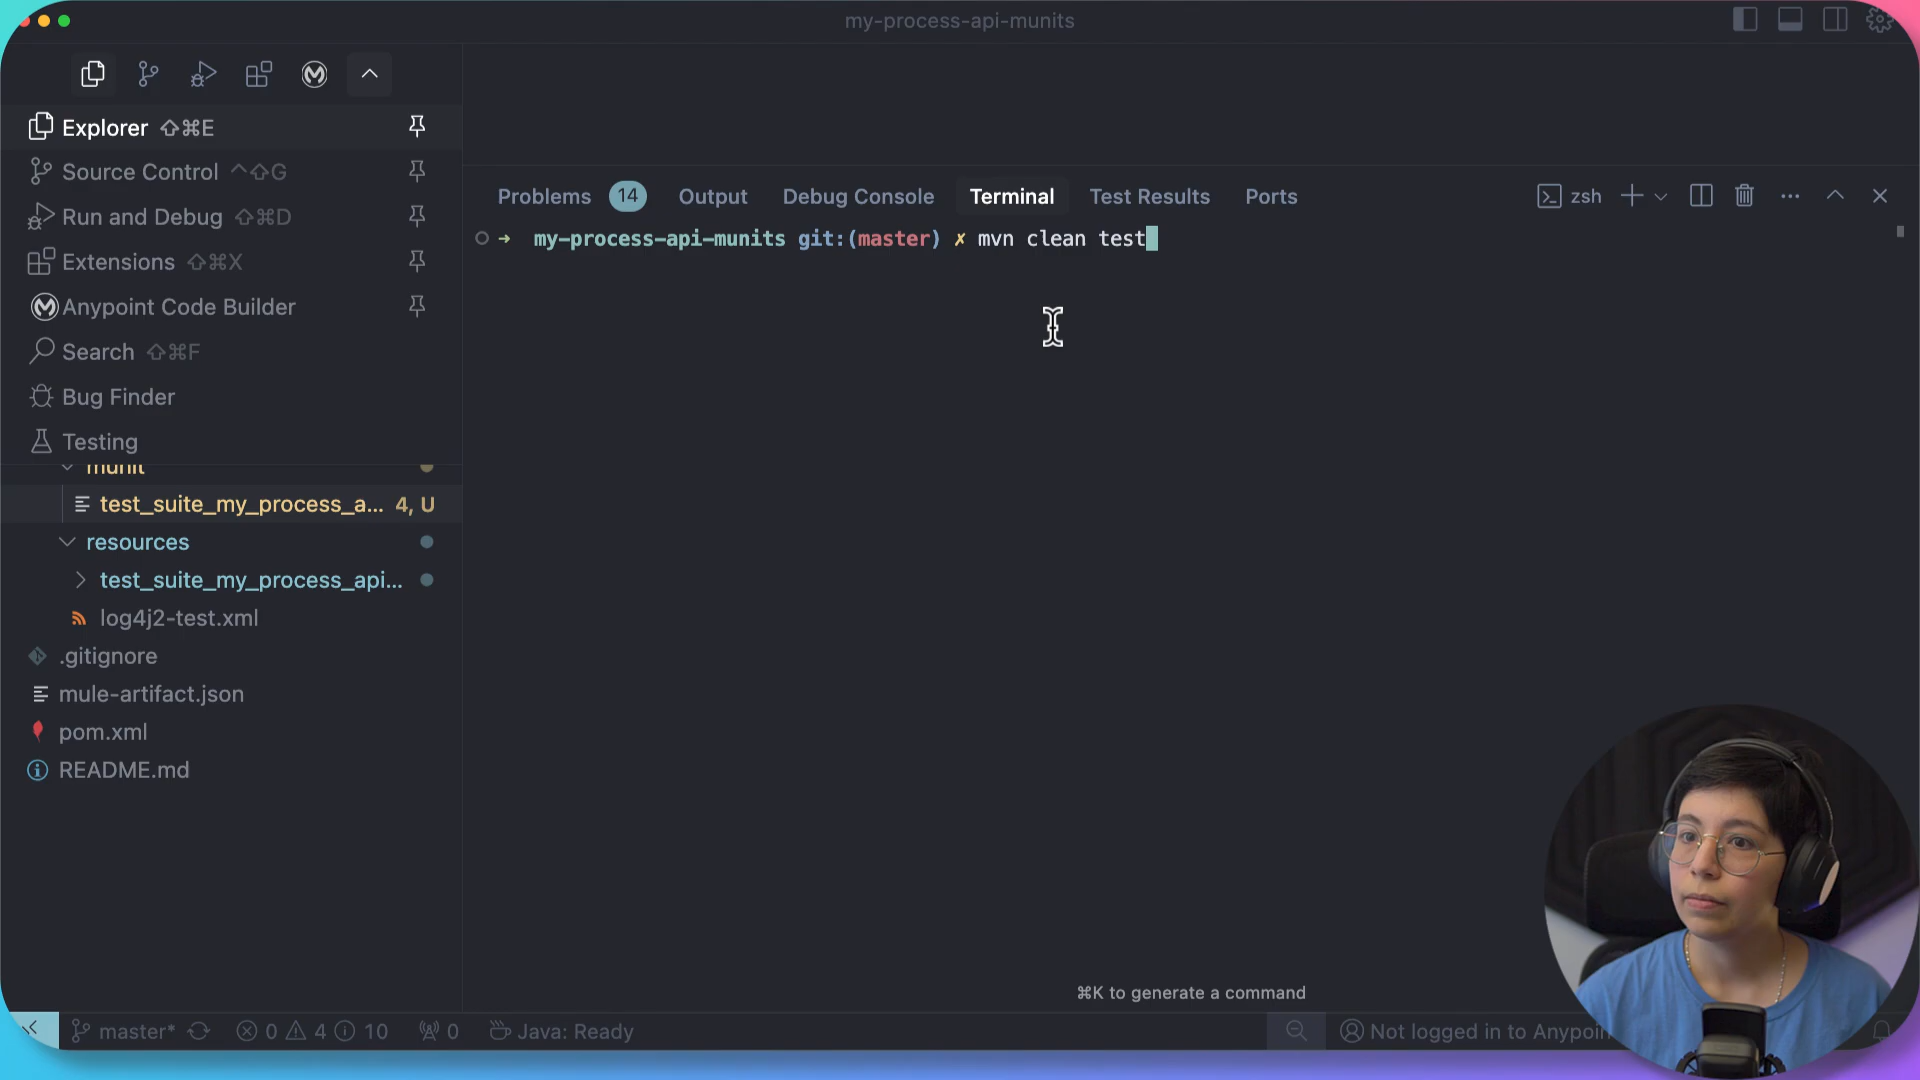 my-process-api-munits
Explorer ⇧⌘E
Source Control ^⇧G
Run and Debug ⇧⌘D
Extensions ⇧⌘X
Anypoint Code Builder
Search ⇧⌘F
Bug Finder
Testing
munit
test_suite_my_process_a... 4, U
resources
test_suite_my_process_api...
log4j2-test.xml
.gitignore
mule-artifact.json
pom.xml
README.md
Problems 14 Output Debug Console Terminal Test Results Ports zsh
→ my-process-api-munits git:(master) ✗ mvn clean test
⌘K to generate a command
master* 0 4 10 0 Java: Ready Not logged in to Anypoin